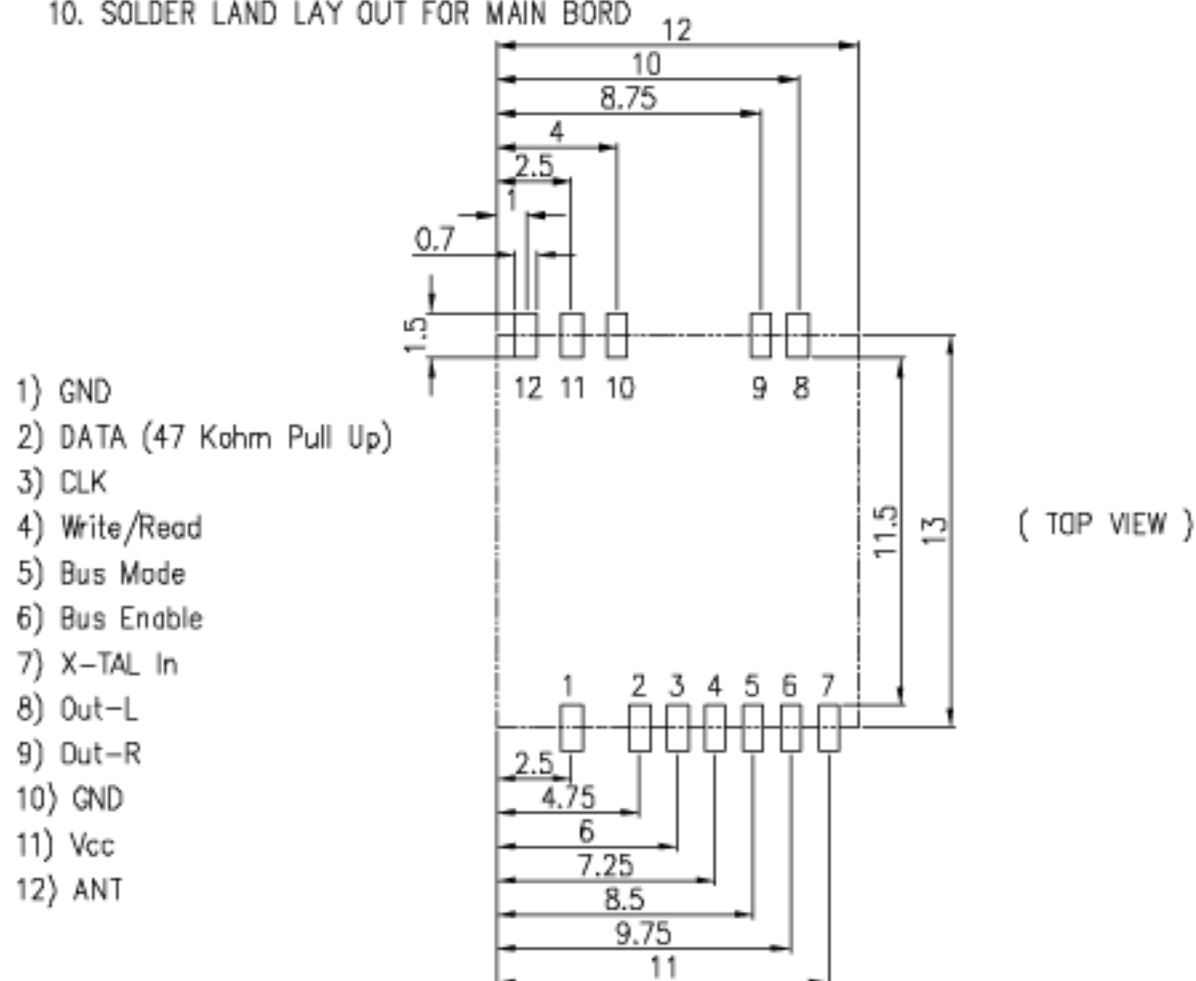 10. SOLDER LAND LAY OUT FOR MAIN BORD
12
10
8.75
4
2.5
1
0.7
1.5
12 11 10 9 8
1) GND
2) DATA (47 Kohm Pull Up)
3) CLK
4) Write/Read
5) Bus Mode
6) Bus Enable
7) X-TAL In
8) Out-L
9) Out-R
10) GND
11) Vcc
12) ANT
11.5
13
( TOP VIEW )
1 2 3 4 5 6 7
2.5
4.75
6
7.25
8.5
9.75
11